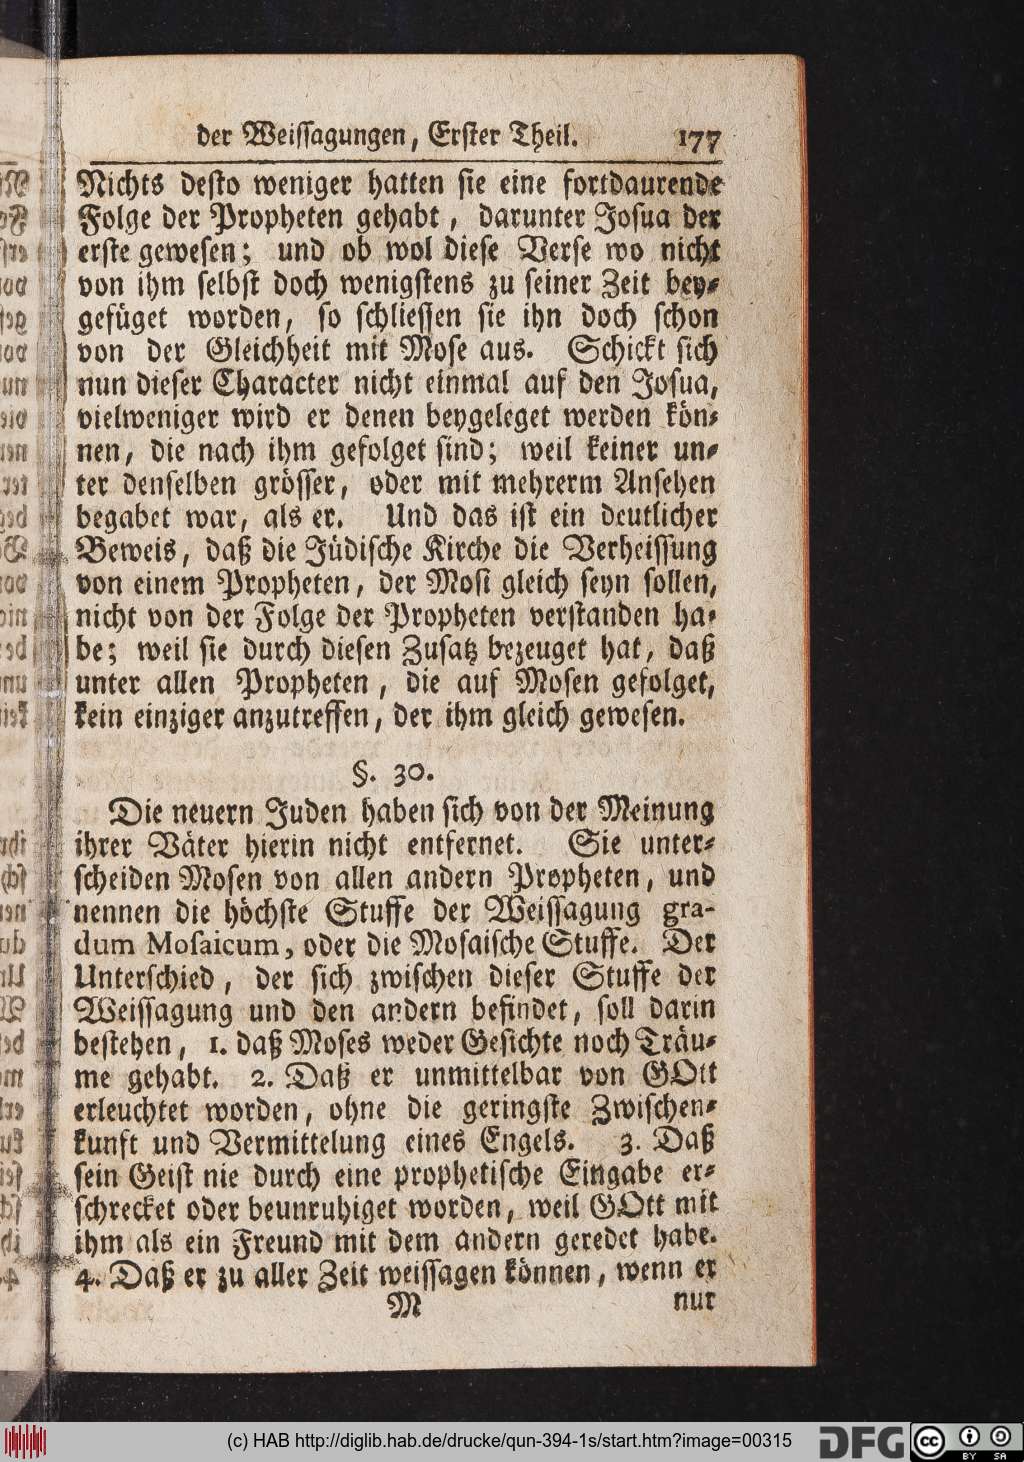 der Weissagungen, Erster Theil. 177
Nichts desto weniger hatten sie eine fortdaurende
Folge der Propheten gehabt, darunter Josua der
erste gewesen; und ob wol diese Verse wo nicht
von ihm selbst doch wenigstens zu seiner Zeit bey-
gefüget worden, so schliessen sie ihn doch schon
von der Gleichheit mit Mose aus. Schickt sich
nun dieser Character nicht einmal auf den Josua,
vielweniger wird er denen beygeleget werden kön-
nen, die nach ihm gefolget sind; weil keiner un-
ter denselben grösser, oder mit mehrerm Ansehen
begabet war, als er. Und das ist ein deutlicher
Beweis, daß die Jüdische Kirche die Verheissung
von einem Propheten, der Mosi gleich seyn sollen,
nicht von der Folge der Propheten verstanden ha-
be; weil sie durch diesen Zusatz bezeuget hat, daß
unter allen Propheten, die auf Mosen gefolget,
kein einziger anzutreffen, der ihm gleich gewesen.
§. 30.
Die neuern Juden haben sich von der Meinung
ihrer Väter hierin nicht entfernet. Sie unter-
scheiden Mosen von allen andern Propheten, und
nennen die höchste Stuffe der Weissagung gra-
dum Mosaicum, oder die Mosaische Stuffe. Der
Unterschied, der sich zwischen dieser Stuffe der
Weissagung und den andern befindet, soll darin
bestehen, 1. daß Moses weder Gesichte noch Träu-
me gehabt. 2. Daß er unmittelbar von GOtt
erleuchtet worden, ohne die geringste Zwischen-
kunft und Vermittelung eines Engels. 3. Daß
sein Geist nie durch eine prophetische Eingabe er-
schrecket oder beunruhiget worden, weil GOtt mit
ihm als ein Freund mit dem andern geredet habe.
4. Daß er zu aller Zeit weissagen können, wenn er
M nur
(c) HAB http://diglib.hab.de/drucke/qun-394-1s/start.htm?image=00315 DFG cc BY SA